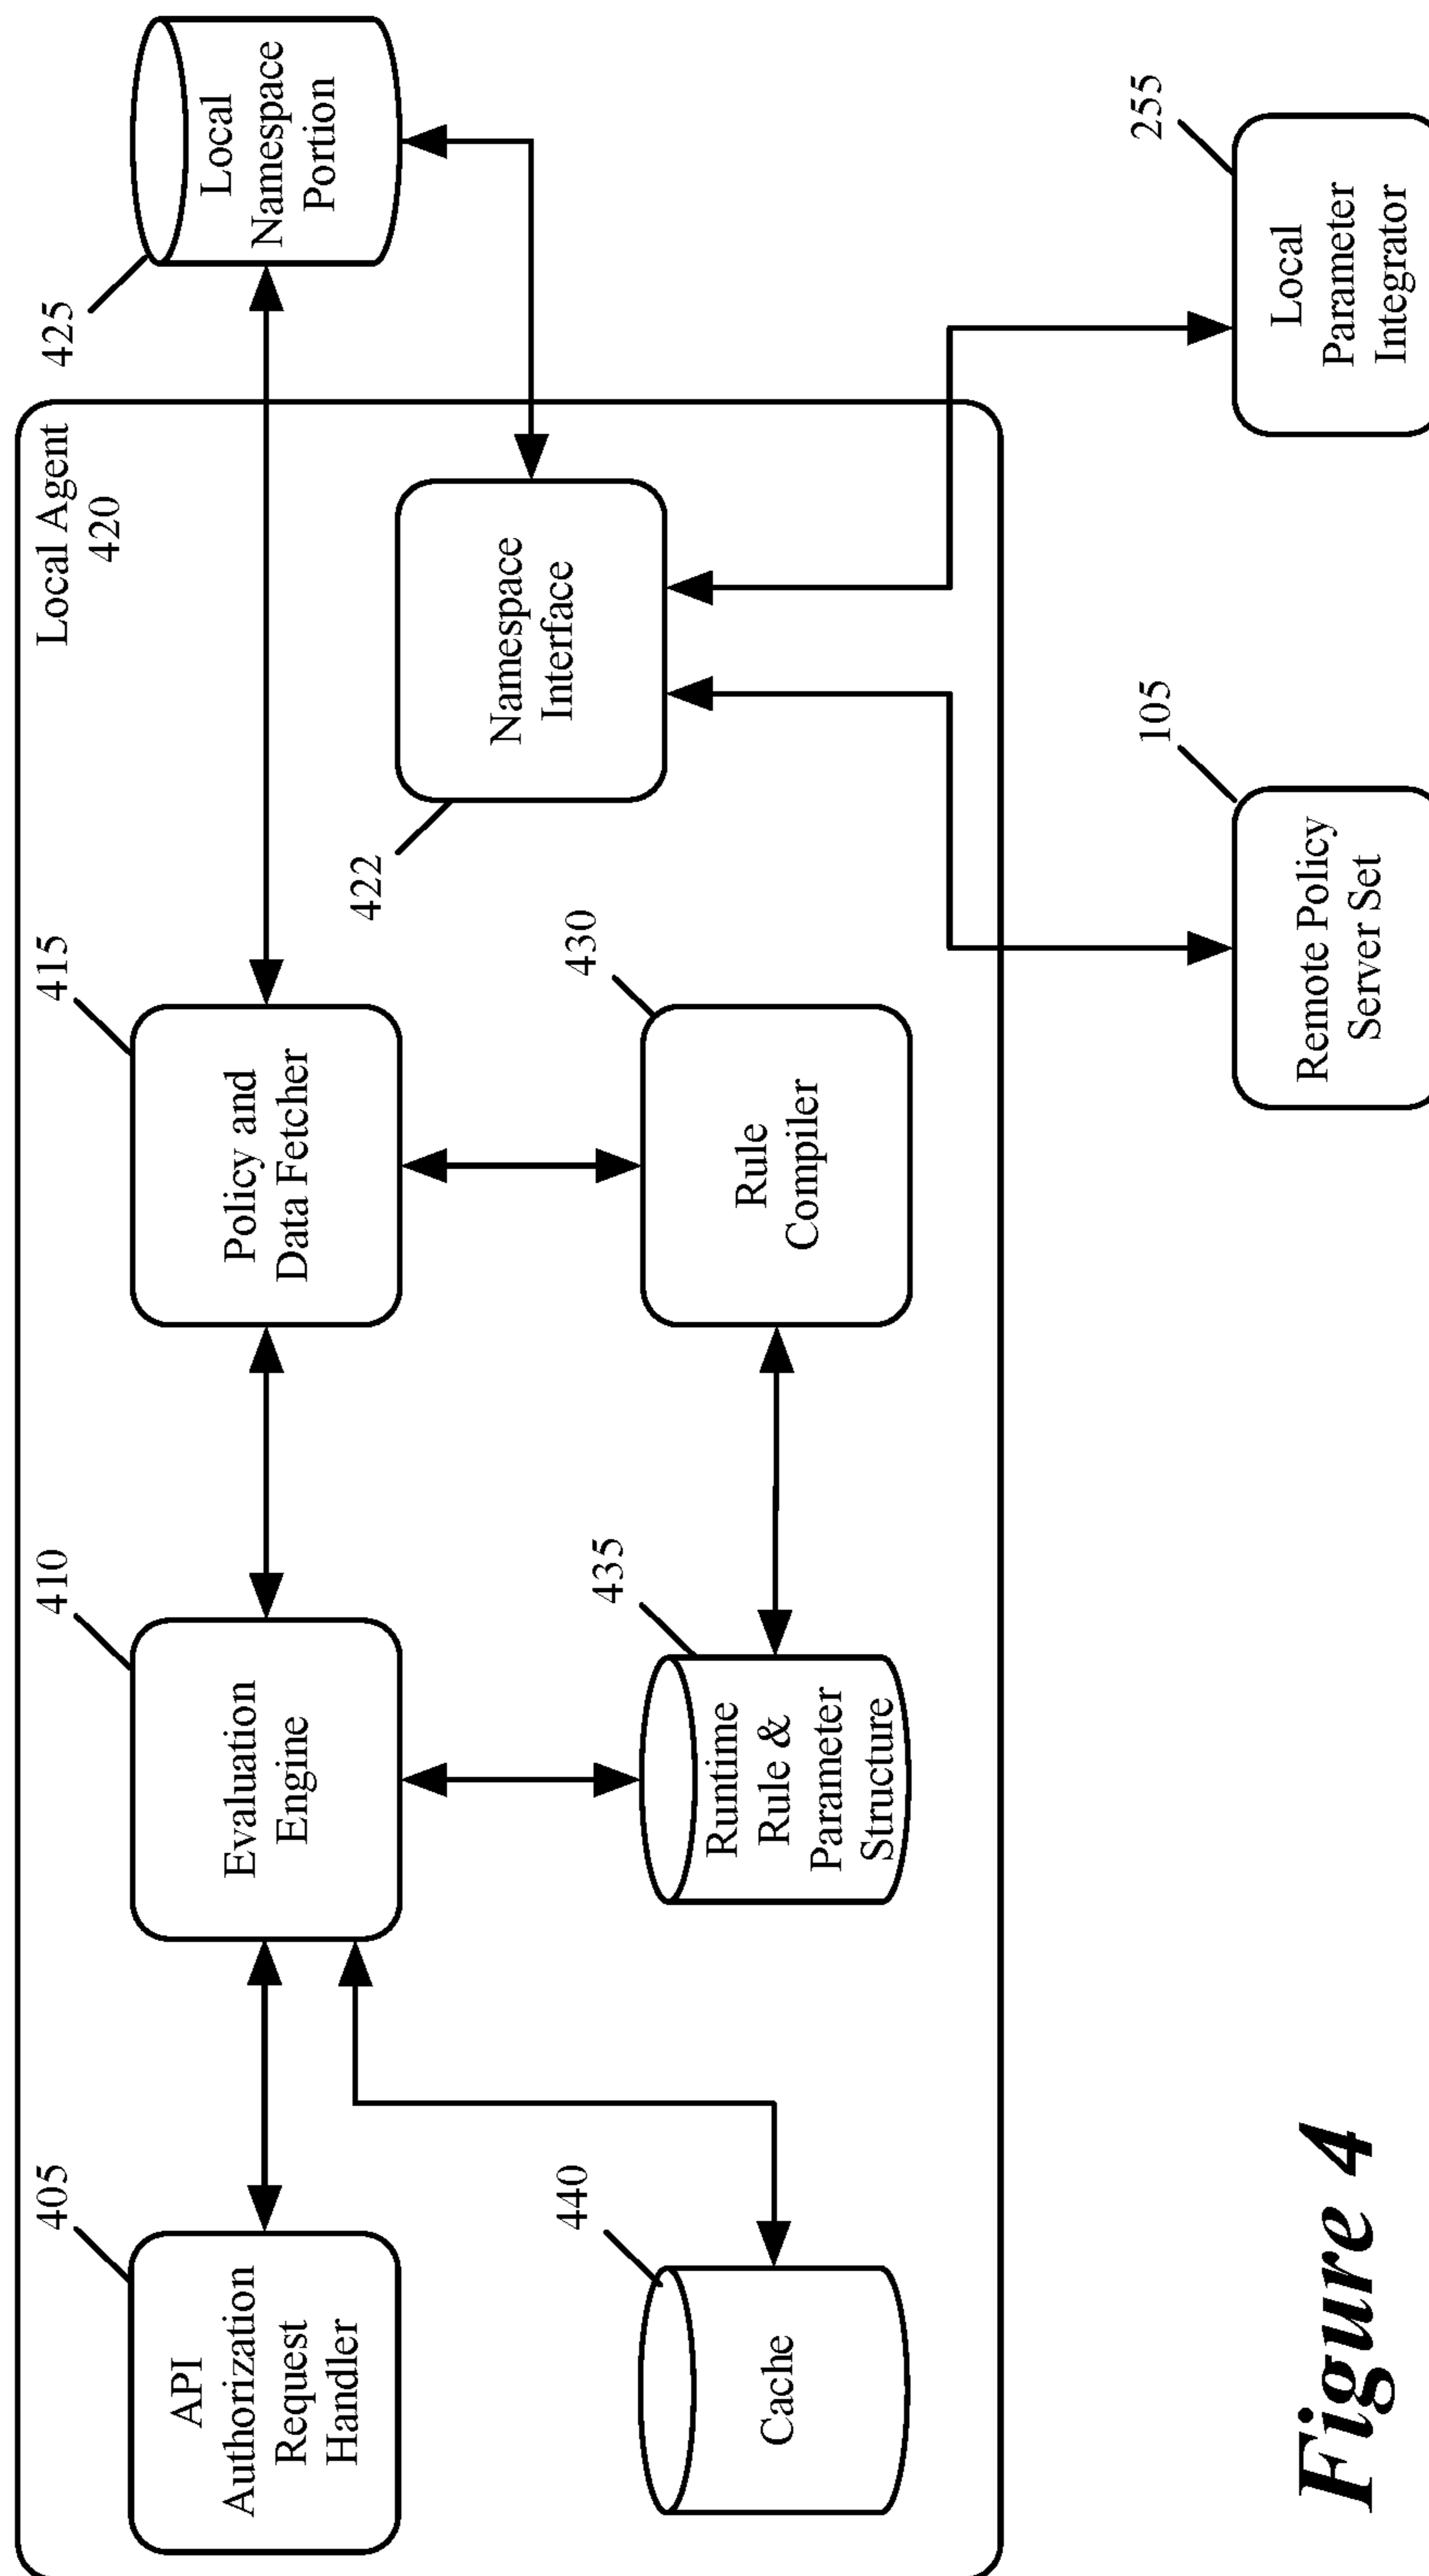 Local Agent
420
405
API
Authorization
Request
Handler
410
Evaluation
Engine
415
Policy and
Data Fetcher
425
Local
Namespace
Portion
440
Cache
435
Runtime
Rule &
Parameter
Structure
430
Rule
Compiler
422
Namespace
Interface
105
Remote Policy
Server Set
255
Local
Parameter
Integrator
Figure 4